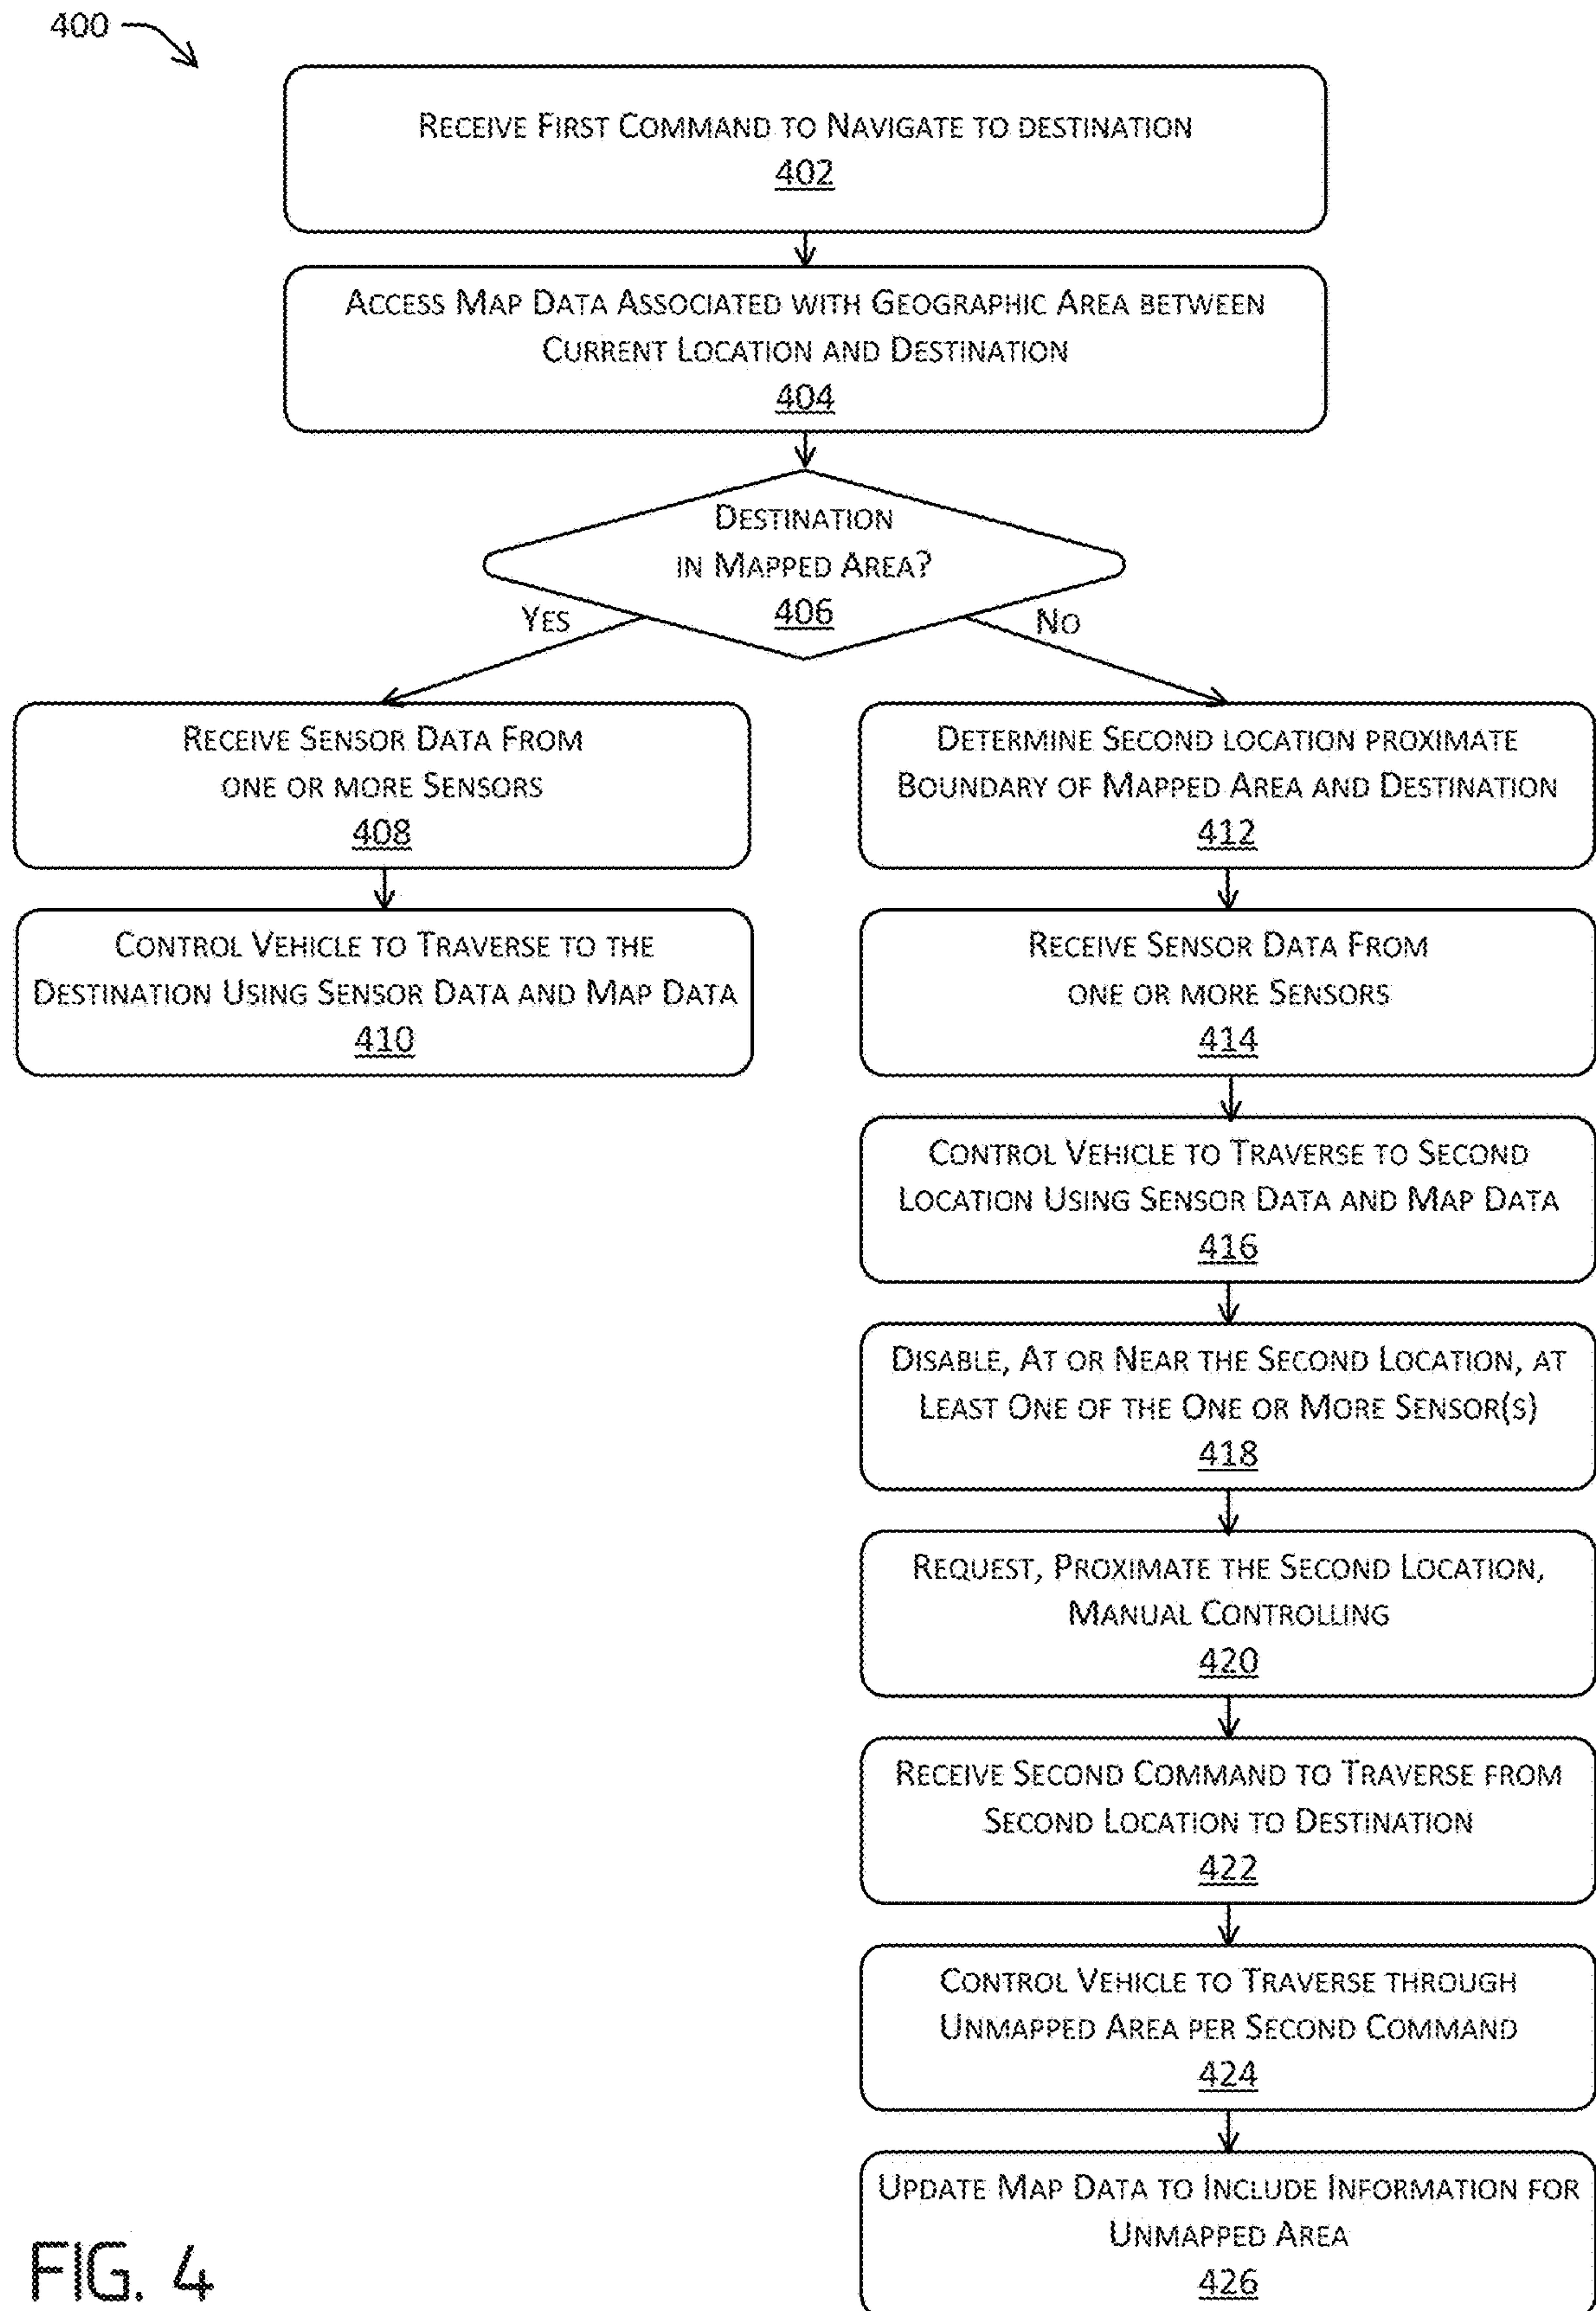 400
RECEIVE FIRST COMMAND TO NAVIGATE TO DESTINATION
402
ACCESS MAP DATA ASSOCIATED WITH GEOGRAPHIC AREA BETWEEN
CURRENT LOCATION AND DESTINATION
404
DESTINATION
IN MAPPED AREA?
406
YES
NO
RECEIVE SENSOR DATA FROM
ONE OR MORE SENSORS
408
CONTROL VEHICLE TO TRAVERSE TO THE
DESTINATION USING SENSOR DATA AND MAP DATA
410
DETERMINE SECOND LOCATION PROXIMATE
BOUNDARY OF MAPPED AREA AND DESTINATION
412
RECEIVE SENSOR DATA FROM
ONE OR MORE SENSORS
414
CONTROL VEHICLE TO TRAVERSE TO SECOND
LOCATION USING SENSOR DATA AND MAP DATA
416
DISABLE, AT OR NEAR THE SECOND LOCATION, AT
LEAST ONE OF THE ONE OR MORE SENSOR(S)
418
REQUEST, PROXIMATE THE SECOND LOCATION,
MANUAL CONTROLLING
420
RECEIVE SECOND COMMAND TO TRAVERSE FROM
SECOND LOCATION TO DESTINATION
422
CONTROL VEHICLE TO TRAVERSE THROUGH
UNMAPPED AREA PER SECOND COMMAND
424
UPDATE MAP DATA TO INCLUDE INFORMATION FOR
UNMAPPED AREA
426
FIG. 4